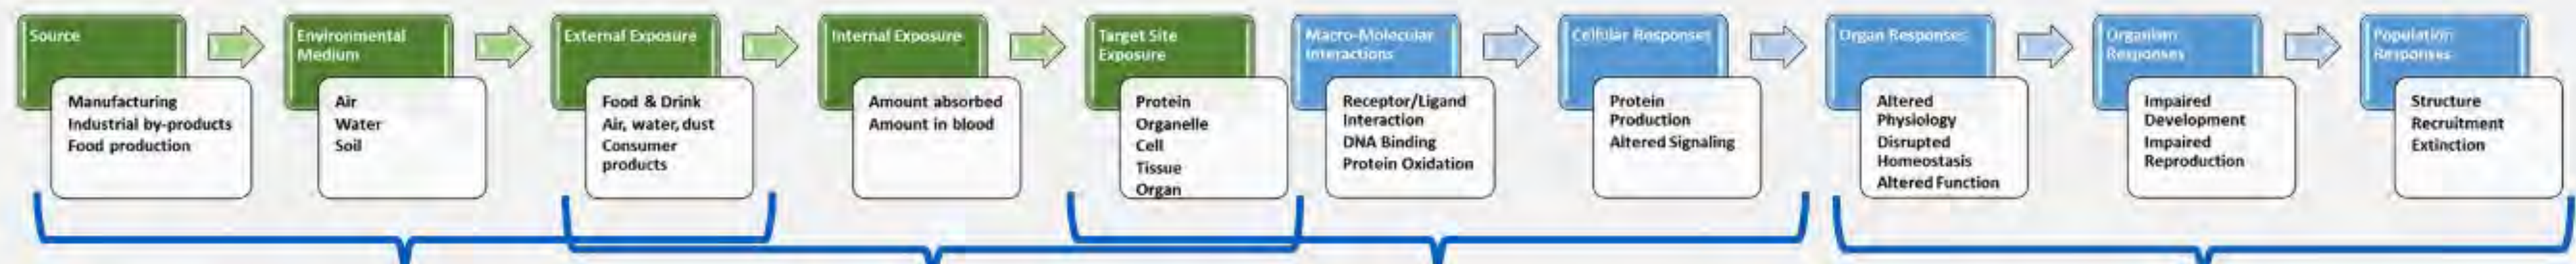 Source
Manufacturing
Industrial by-products
Food production
Environmental
Medium
Air
Water
Soil
External Exposure
Food & Drink
Air, water, dust
Consumer
products
Internal Exposure
Amount absorbed
Amount in blood
Target Site
Exposure
Protein
Organelle
Cell
Tissue
Organ
Macro-Molecular
Interactions
Receptor/Ligand
Interaction
DNA Binding
Protein Oxidation
Cellular Responses
Protein
Production
Altered Signaling
Organ Responses
Altered
Physiology
Disrupted
Homeostasis
Altered Function
Organism
Responses
Impaired
Development
Impaired
Reproduction
Population
Responses
Structure
Recruitment
Extinction